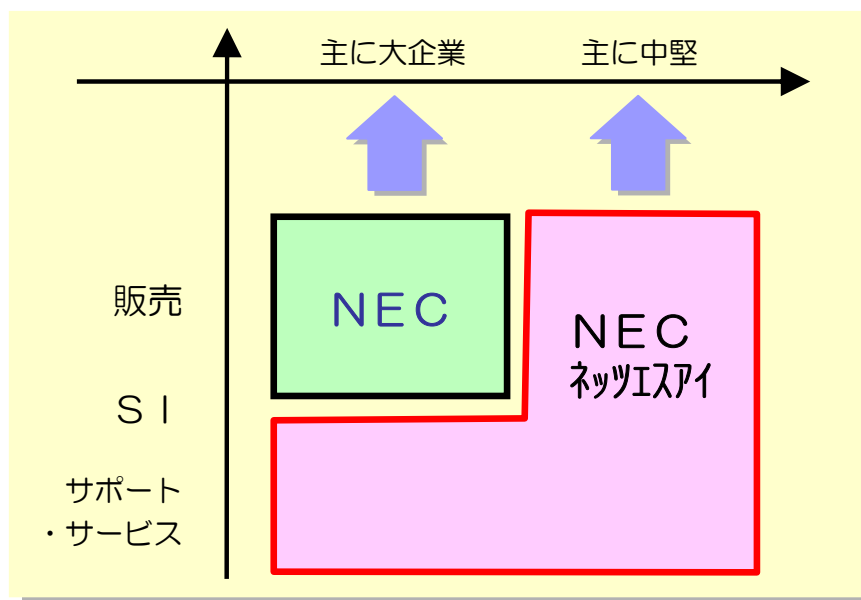 主に大企業
主に中堅
販売
ＮＥＣ
ＮＥＣ
ﾈｯﾂｴｽｱｲ
ＳＩ
サポート
・サービス